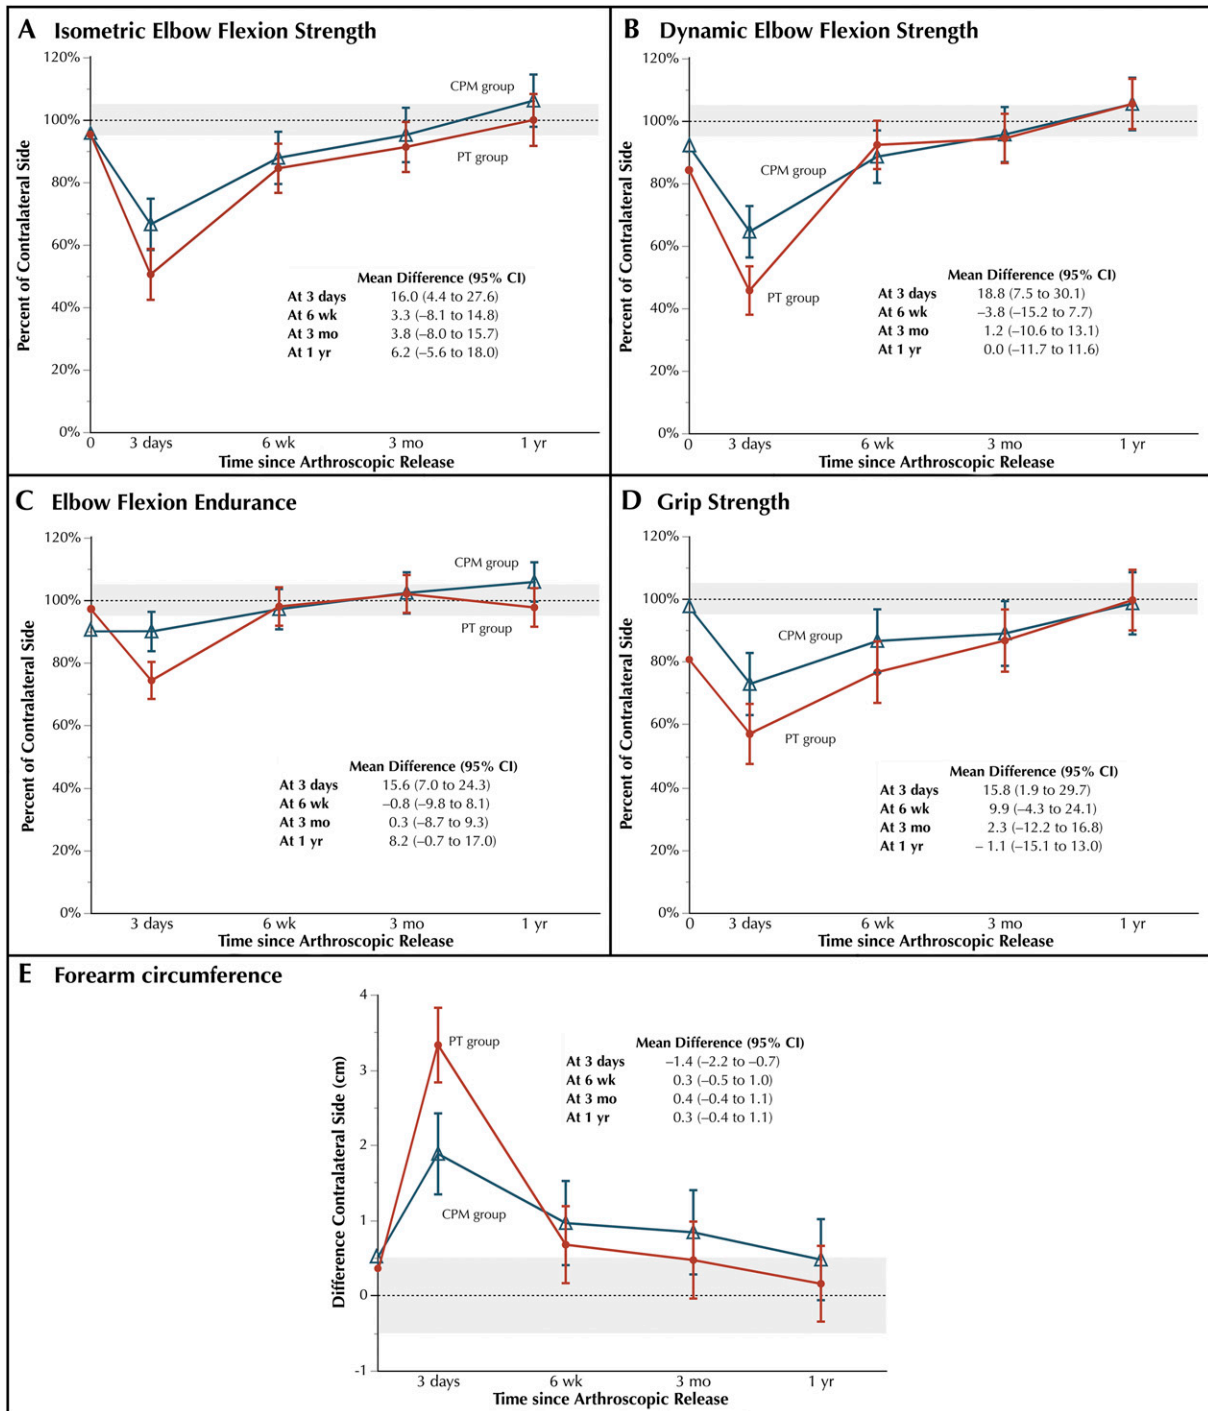 A Isometric Elbow Flexion Strength
120%
100%
80%
60%
40%
20%
0%
Percent of Contralateral Side
CPM group
PT group
Mean Difference (95% CI)
At 3 days 16.0 (4.4 to 27.6)
At 6 wk 3.3 (–8.1 to 14.8)
At 3 mo 3.8 (–8.0 to 15.7)
At 1 yr 6.2 (–5.6 to 18.0)
0 3 days 6 wk 3 mo 1 yr
Time since Arthroscopic Release
B Dynamic Elbow Flexion Strength
120%
100%
80%
60%
40%
20%
0%
Percent of Contralateral Side
CPM group
PT group
Mean Difference (95% CI)
At 3 days 18.8 (7.5 to 30.1)
At 6 wk –3.8 (–15.2 to 7.7)
At 3 mo 1.2 (–10.6 to 13.1)
At 1 yr 0.0 (–11.7 to 11.6)
0 3 days 6 wk 3 mo 1 yr
Time since Arthroscopic Release
C Elbow Flexion Endurance
120%
100%
80%
60%
40%
20%
0%
Percent of Contralateral Side
CPM group
PT group
Mean Difference (95% CI)
At 3 days 15.6 (7.0 to 24.3)
At 6 wk –0.8 (–9.8 to 8.1)
At 3 mo 0.3 (–8.7 to 9.3)
At 1 yr 8.2 (–0.7 to 17.0)
3 days 6 wk 3 mo 1 yr
Time since Arthroscopic Release
D Grip Strength
120%
100%
80%
60%
40%
20%
0%
Percent of Contralateral Side
CPM group
PT group
Mean Difference (95% CI)
At 3 days 15.8 (1.9 to 29.7)
At 6 wk 9.9 (–4.3 to 24.1)
At 3 mo 2.3 (–12.2 to 16.8)
At 1 yr – 1.1 (–15.1 to 13.0)
0 3 days 6 wk 3 mo 1 yr
Time since Arthroscopic Release
E Forearm circumference
4
3
2
1
0
-1
Difference Contralateral Side (cm)
PT group
CPM group
Mean Difference (95% CI)
At 3 days –1.4 (–2.2 to –0.7)
At 6 wk 0.3 (–0.5 to 1.0)
At 3 mo 0.4 (–0.4 to 1.1)
At 1 yr 0.3 (–0.4 to 1.1)
3 days 6 wk 3 mo 1 yr
Time since Arthroscopic Release